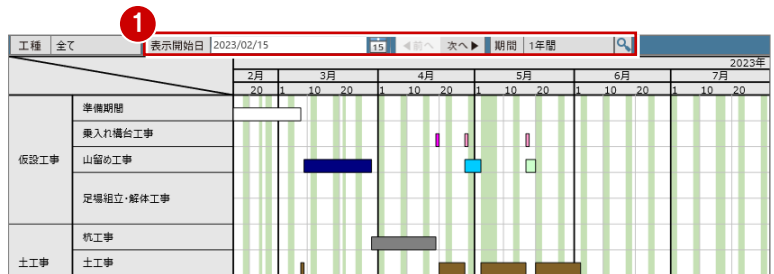 1
工種 全て 表示開始日 2023/02/15 15 ◀前へ 次へ▶ 期間 1年間
2023年
2月 3月 4月 5月 6月 7月
20 1 10 20 1 10 20 1 10 20 1 10 20 1 10 20
準備期間
乗入れ構台工事
仮設工事 山留め工事
足場組立・解体工事
杭工事
土工事 土工事